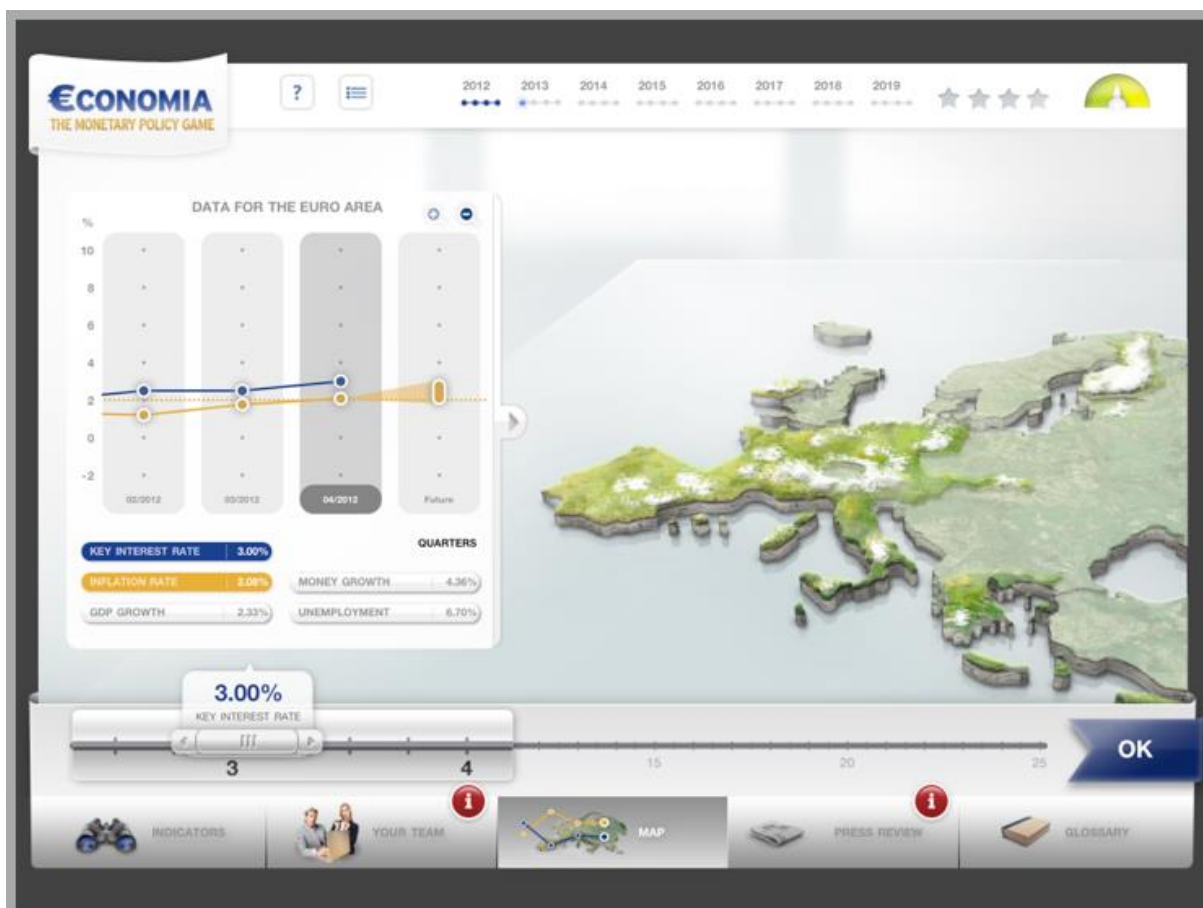 €CONOMIA
THE MONETARY POLICY GAME
?
2012 2013 2014 2015 2016 2017 2018 2019
DATA FOR THE EURO AREA
%
10
8
6
4
2
0
-2
02/2012 03/2012 04/2012 Future
QUARTERS
KEY INTEREST RATE 3.00%
INFLATION RATE 2.08% MONEY GROWTH 4.36%
GDP GROWTH 2.33% UNEMPLOYMENT 6.70%
3.00%
KEY INTEREST RATE
3 4 15 20 25
OK
i i
INDICATORS YOUR TEAM MAP PRESS REVIEW GLOSSARY